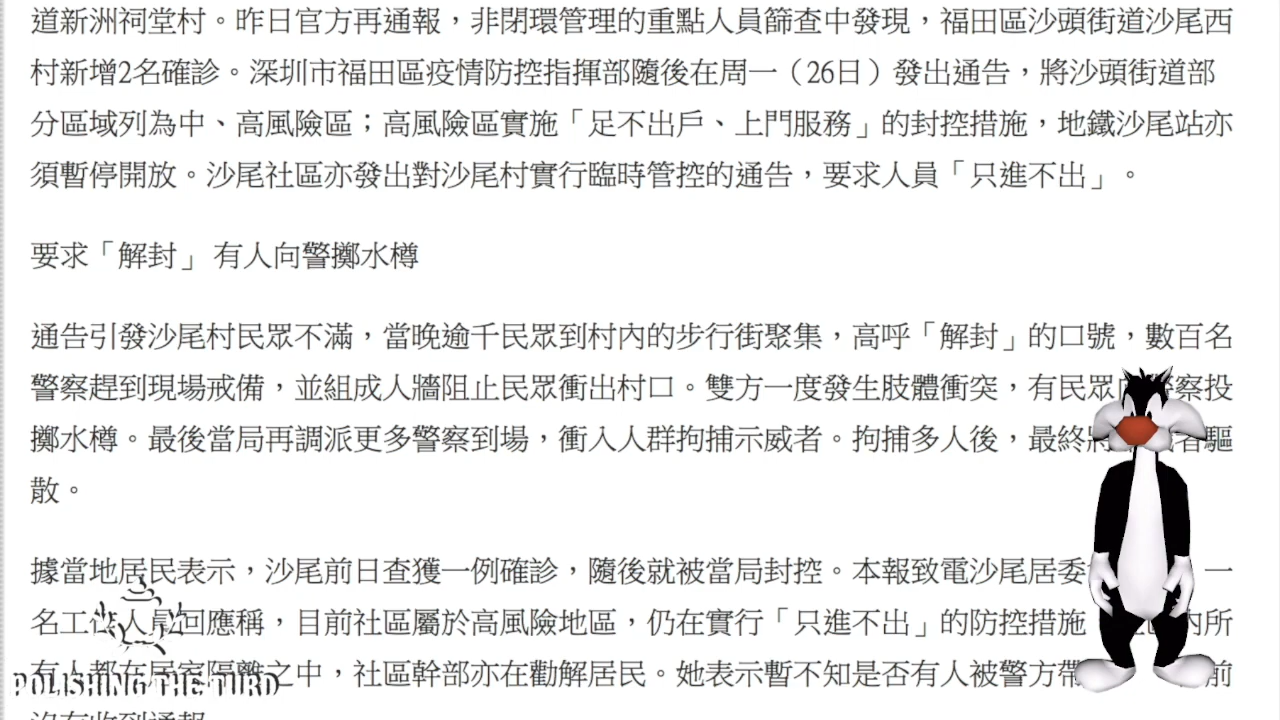 道新洲祠堂村。昨日官方再通報，非閉環管理的重點人員篩查中發現，福田區沙頭街道沙尾西
村新增2名確診。深圳市福田區疫情防控指揮部隨後在周一（26日）發出通告，將沙頭街道部
分區域列為中、高風險區；高風險區實施「足不出戶、上門服務」的封控措施，地鐵沙尾站亦
須暫停開放。沙尾社區亦發出對沙尾村實行臨時管控的通告，要求人員「只進不出」。
要求「解封」 有人向警擲水樽
通告引發沙尾村民眾不滿，當晚逾千民眾到村內的步行街聚集，高呼「解封」的口號，數百名
警察趕到現場戒備，並組成人牆阻止民眾衝出村口。雙方一度發生肢體衝突，有民眾向警察投
擲水樽。最後當局再調派更多警察到場，衝入人群拘捕示威者。拘捕多人後，最終將 者驅
散。
據當地居民表示，沙尾前日查獲一例確診，隨後就被當局封控。本報致電沙尾居委 一
名工作人員回應稱，目前社區屬於高風險地區，仍在實行「只進不出」的防控措施 內所
有人都在居家隔離之中，社區幹部亦在勸解居民。她表示暫不知是否有人被警方帶 前
沒有收到通報
POLISHING THE TURD